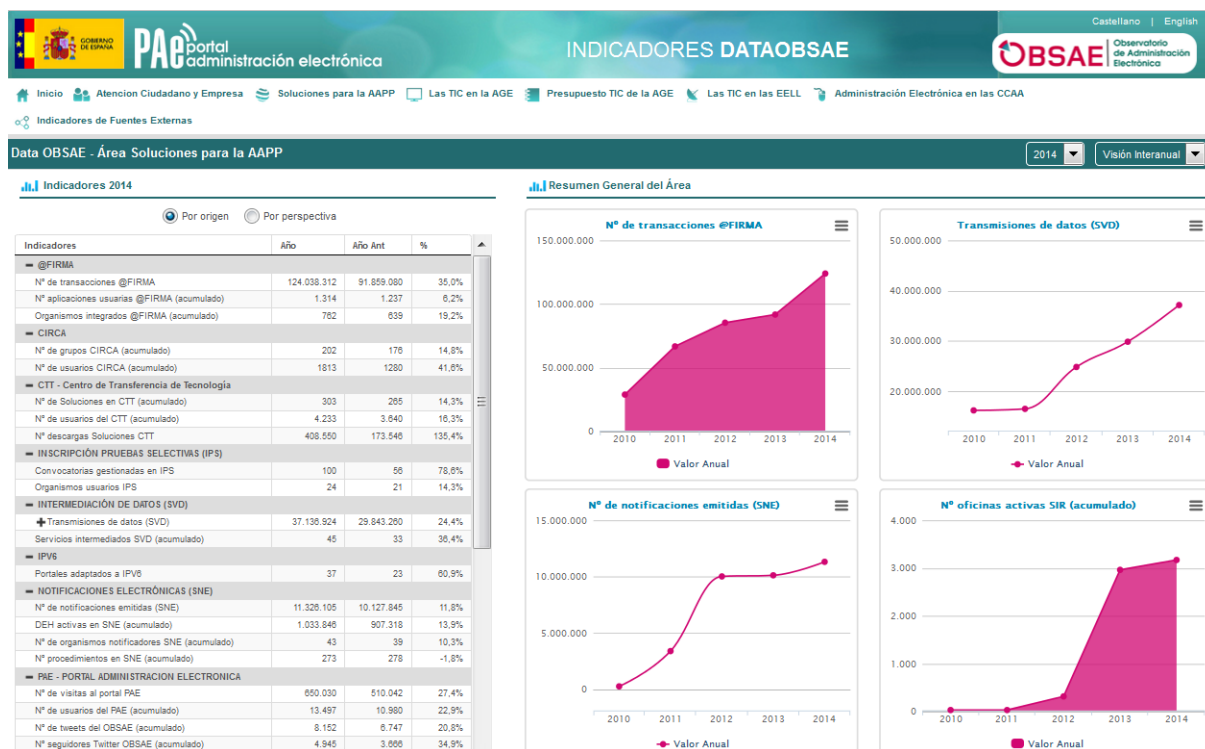 Castellano | English
GOBIERNO
DE ESPAÑA
PAe portal
administración electrónica
INDICADORES DATAOBSAE
OBSAE Observatorio
de Administración
Electrónica
Inicio Atencion Ciudadano y Empresa Soluciones para la AAPP Las TIC en la AGE Presupuesto TIC de la AGE Las TIC en las EELL Administración Electrónica en las CCAA
Indicadores de Fuentes Externas
Data OBSAE - Área Soluciones para la AAPP 2014 Visión Interanual
Indicadores 2014
Por origen Por perspectiva
Indicadores Año Año Ant %
@FIRMA
Nº de transacciones @FIRMA 124.038.312 91.859.080 35,0%
Nº aplicaciones usuarias @FIRMA (acumulado) 1.314 1.237 6,2%
Organismos integrados @FIRMA (acumulado) 762 639 19,2%
CIRCA
Nº de grupos CIRCA (acumulado) 202 176 14,8%
Nº de usuarios CIRCA (acumulado) 1813 1280 41,6%
CTT - Centro de Transferencia de Tecnología
Nº de Soluciones en CTT (acumulado) 303 265 14,3%
Nº de usuarios del CTT (acumulado) 4.233 3.640 16,3%
Nº descargas Soluciones CTT 408.550 173.546 135,4%
INSCRIPCIÓN PRUEBAS SELECTIVAS (IPS)
Convocatorias gestionadas en IPS 100 56 78,6%
Organismos usuarios IPS 24 21 14,3%
INTERMEDIACIÓN DE DATOS (SVD)
Transmisiones de datos (SVD) 37.136.924 29.843.260 24,4%
Servicios intermediados SVD (acumulado) 45 33 36,4%
IPV6
Portales adaptados a IPV6 37 23 60,9%
NOTIFICACIONES ELECTRÓNICAS (SNE)
Nº de notificaciones emitidas (SNE) 11.326.105 10.127.845 11,8%
DEH activas en SNE (acumulado) 1.033.846 907.318 13,9%
Nº de organismos notificadores SNE (acumulado) 43 39 10,3%
Nº procedimientos en SNE (acumulado) 273 278 -1,8%
PAE - PORTAL ADMINISTRACION ELECTRONICA
Nº de visitas al portal PAE 650.030 510.042 27,4%
Nº de usuarios del PAE (acumulado) 13.497 10.980 22,9%
Nº de tweets del OBSAE (acumulado) 8.152 6.747 20,8%
Nº seguidores Twitter OBSAE (acumulado) 4.945 3.666 34,9%
Resumen General del Área
Nº de transacciones @FIRMA
150.000.000
100.000.000
50.000.000
0
2010 2011 2012 2013 2014
Valor Anual
Transmisiones de datos (SVD)
50.000.000
40.000.000
30.000.000
20.000.000
2010 2011 2012 2013 2014
Valor Anual
Nº de notificaciones emitidas (SNE)
15.000.000
10.000.000
5.000.000
0
2010 2011 2012 2013 2014
Valor Anual
Nº oficinas activas SIR (acumulado)
4.000
3.000
2.000
1.000
0
2010 2011 2012 2013 2014
Valor Anual